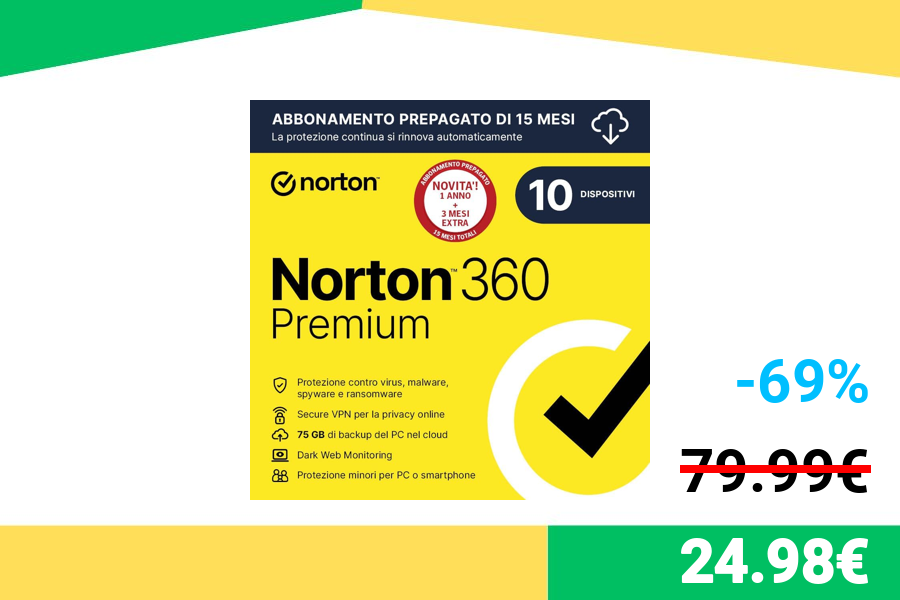 ABBONAMENTO PREPAGATO DI 15 MESI
La protezione continua si rinnova automaticamente
norton
ABBONAMENTO PREPAGATO
NOVITA'!
1 ANNO
+
3 MESI
EXTRA
15 MESI TOTALI
10 DISPOSITIVI
Norton™ 360
Premium
Protezione contro virus, malware,
spyware e ransomware
Secure VPN per la privacy online
75 GB di backup del PC nel cloud
Dark Web Monitoring
Protezione minori per PC o smartphone
-69%
79.99€
24.98€